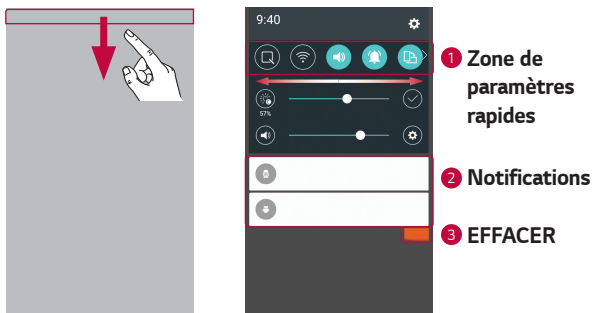 9:40
57%
1 Zone de
paramètres
rapides
2 Notifications
3 EFFACER